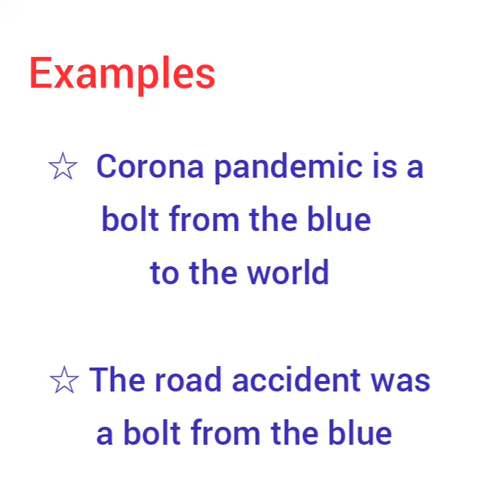 Examples
☆ Corona pandemic is a
bolt from the blue
to the world
☆ The road accident was
a bolt from the blue